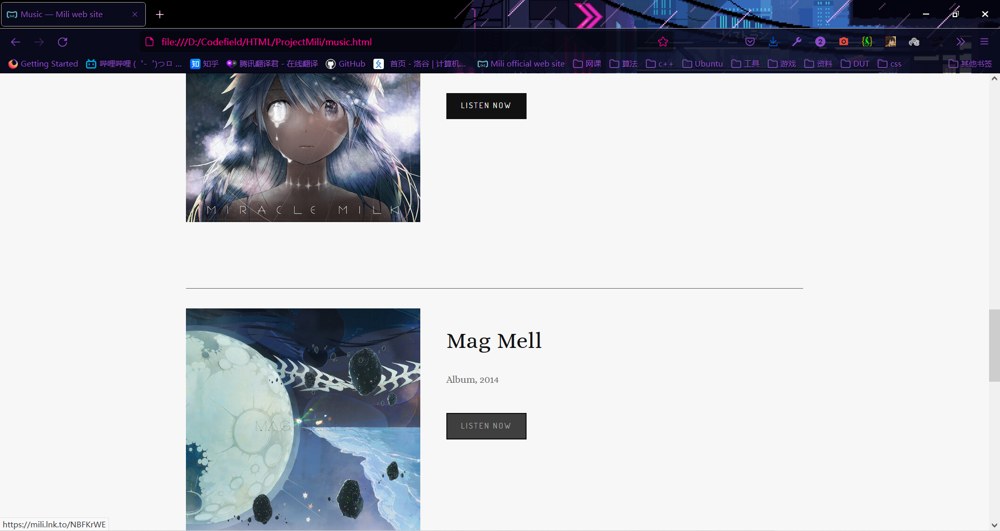 Music — Mili web site
file:///D:/Codefield/HTML/ProjectMili/music.html
2
Getting Started
哔哩哔哩 ( ゜- ゜)つロ ...
知 知乎
腾讯翻译君 - 在线翻译
GitHub
首页 - 洛谷 | 计算机...
Mili official web site
网课
算法
c++
Ubuntu
工具
游戏
资料
DUT
css
其他书签
MIRACLE MILK
LISTEN NOW
Mag Mell
Album, 2014
LISTEN NOW
https://mili.lnk.to/NBFKrWE